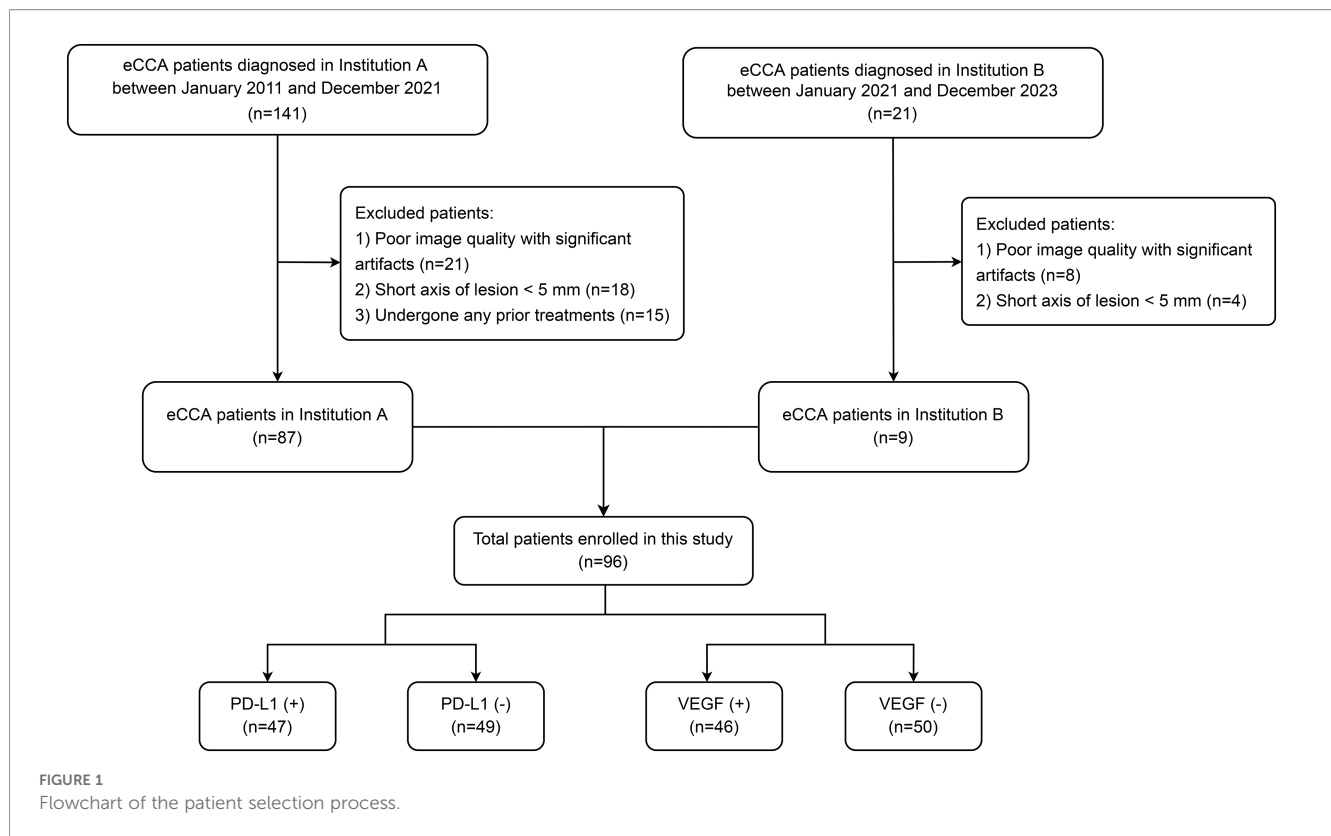 eCCA patients diagnosed in Institution A
between January 2011 and December 2021
(n=141)
eCCA patients diagnosed in Institution B
between January 2021 and December 2023
(n=21)
Excluded patients:
1) Poor image quality with significant
artifacts (n=21)
2) Short axis of lesion < 5 mm (n=18)
3) Undergone any prior treatments (n=15)
Excluded patients:
1) Poor image quality with significant
artifacts (n=8)
2) Short axis of lesion < 5 mm (n=4)
eCCA patients in Institution A
(n=87)
eCCA patients in Institution B
(n=9)
Total patients enrolled in this study
(n=96)
PD-L1 (+)
(n=47)
PD-L1 (-)
(n=49)
VEGF (+)
(n=46)
VEGF (-)
(n=50)
FIGURE 1
Flowchart of the patient selection process.